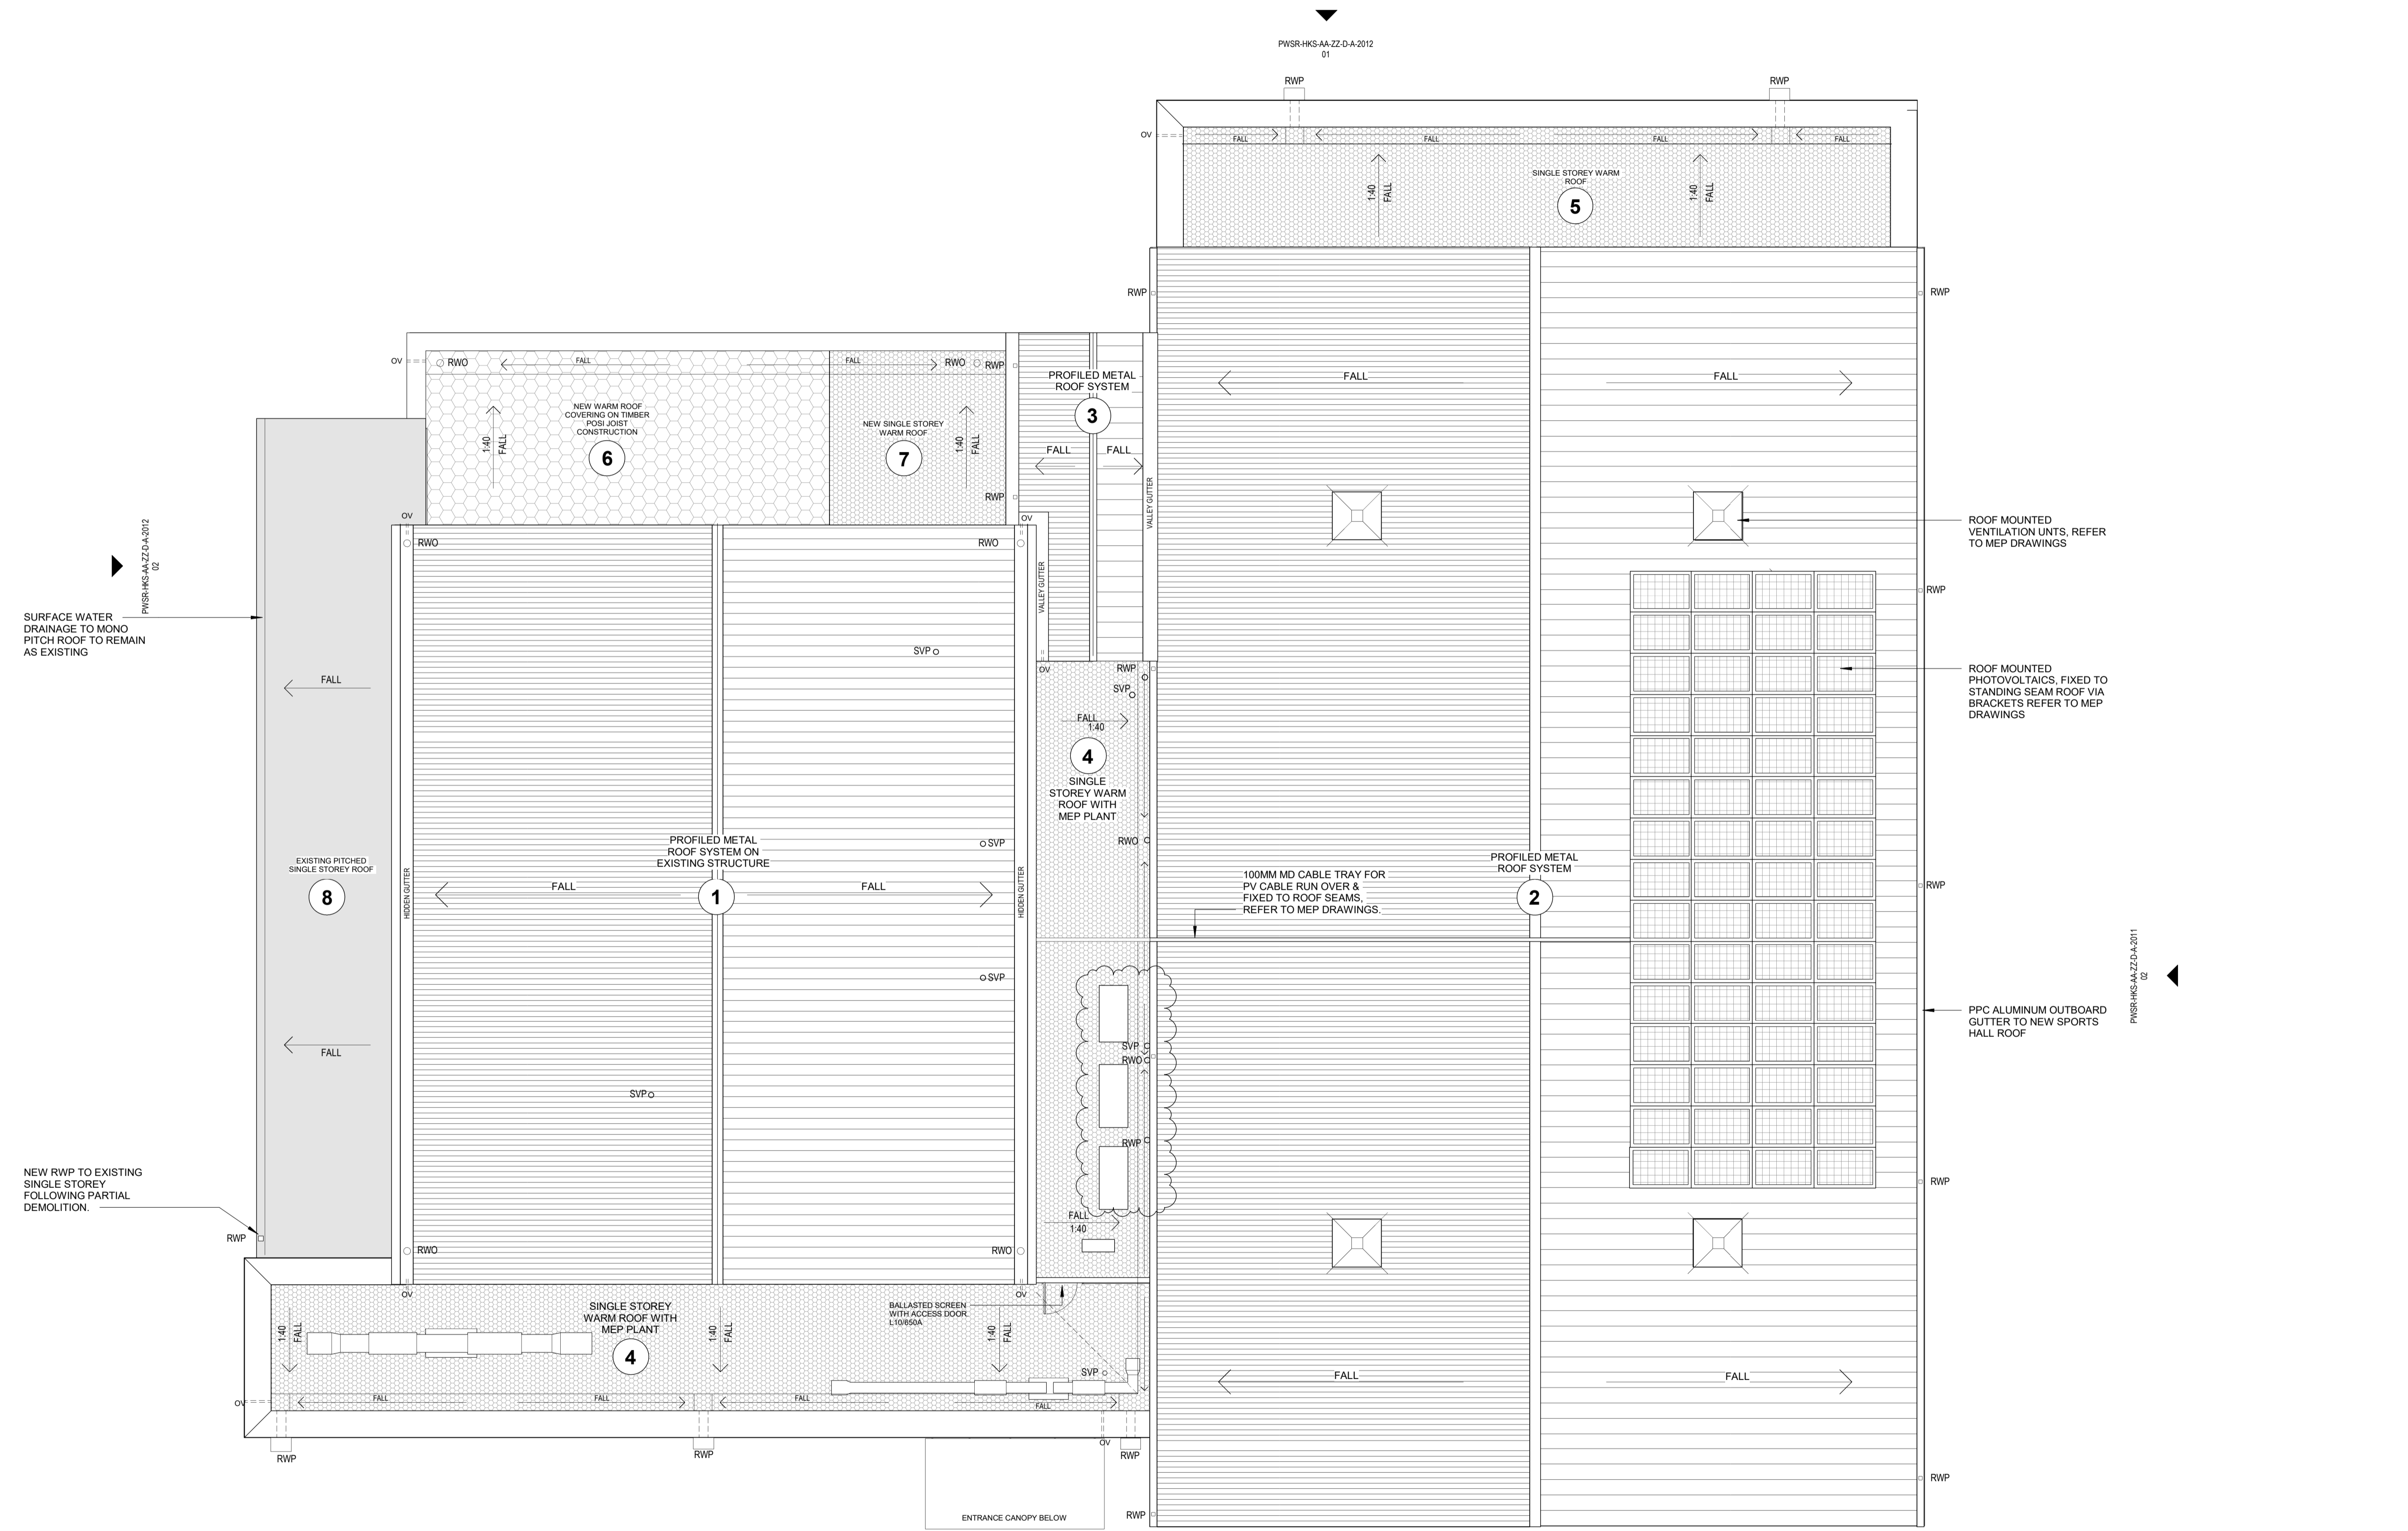 PWSR-HKS-AA-ZZ-D-A-2012
01
RWP
RWP
OV
FALL
FALL
FALL
FALL
1:40
FALL
SINGLE STOREY WARM
ROOF
5
1:40
FALL
RWP
RWP
OV
RWO
FALL
FALL
RWO
RWP
PROFILED METAL
ROOF SYSTEM
3
FALL
FALL
FALL
FALL
NEW WARM ROOF
COVERING ON TIMBER
POSI JOIST
CONSTRUCTION
6
1:40
FALL
NEW SINGLE STOREY
WARM ROOF
7
1:40
FALL
RWP
VALLEY GUTTER
PWSR-HKS-AA-ZZ-D-A-2012
02
OV
RWO
RWO
OV
VALLEY GUTTER
ROOF MOUNTED
VENTILATION UNTS, REFER
TO MEP DRAWINGS
RWP
SURFACE WATER
DRAINAGE TO MONO
PITCH ROOF TO REMAIN
AS EXISTING
FALL
SVP
OV
RWP
SVP
FALL
1:40
4
SINGLE
STOREY WARM
ROOF WITH
MEP PLANT
ROOF MOUNTED
PHOTOVOLTAICS, FIXED TO
STANDING SEAM ROOF VIA
BRACKETS REFER TO MEP
DRAWINGS
EXISTING PITCHED
SINGLE STOREY ROOF
8
HIDDEN GUTTER
PROFILED METAL
ROOF SYSTEM ON
EXISTING STRUCTURE
1
FALL
FALL
SVP
HIDDEN GUTTER
RWO
100MM MD CABLE TRAY FOR
PV CABLE RUN OVER &
FIXED TO ROOF SEAMS,
REFER TO MEP DRAWINGS.
PROFILED METAL
ROOF SYSTEM
2
RWP
SVP
PWSR-HKS-AA-ZZ-D-A-2011
02
PPC ALUMINUM OUTBOARD
GUTTER TO NEW SPORTS
HALL ROOF
FALL
SVP
SVP
RWO
RWP
NEW RWP TO EXISTING
SINGLE STOREY
FOLLOWING PARTIAL
DEMOLITION.
RWP
RWP
RWO
RWO
FALL
1:40
OV
OV
1:40
FALL
SINGLE STOREY
WARM ROOF WITH
MEP PLANT
4
1:40
FALL
BALLASTED SCREEN
WITH ACCESS DOOR.
L10/650A
1:40
FALL
SVP
FALL
FALL
OV
FALL
FALL
FALL
FALL
RWP
RWP
OV
RWP
RWP
ENTRANCE CANOPY BELOW
RWP